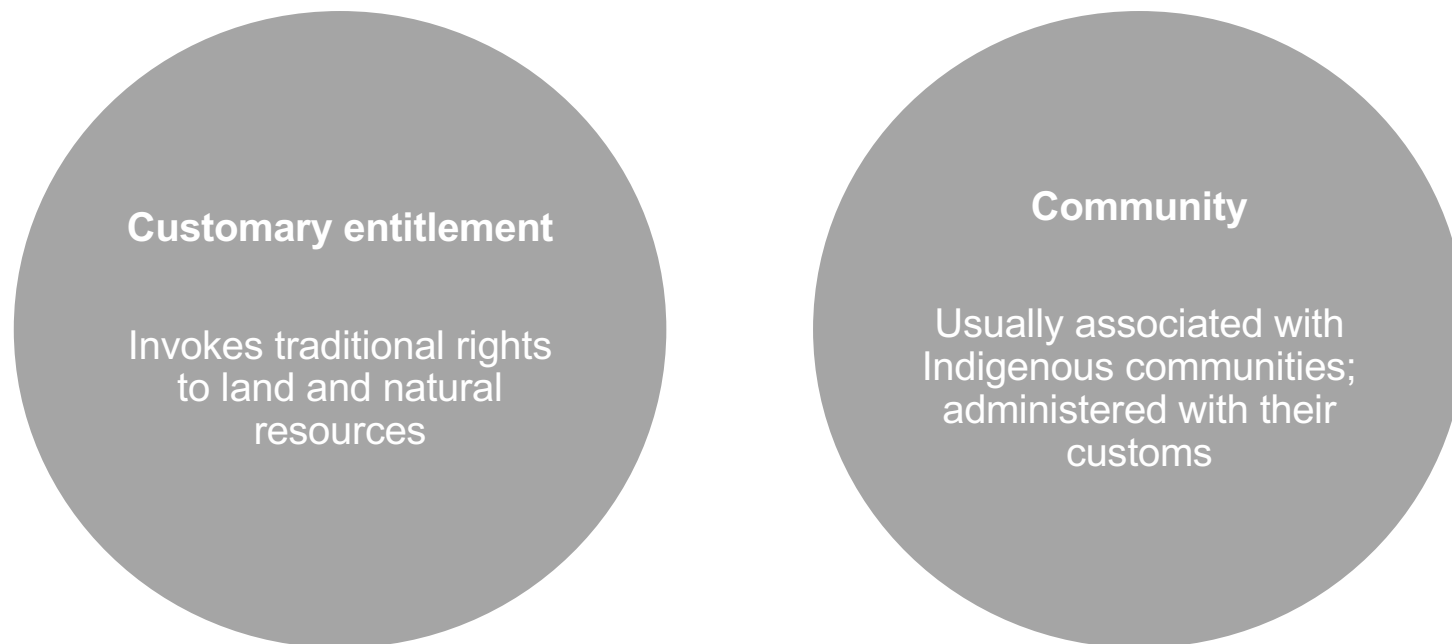 Customary entitlement
Invokes traditional rights
to land and natural
resources
Community
Usually associated with
Indigenous communities;
administered with their
customs